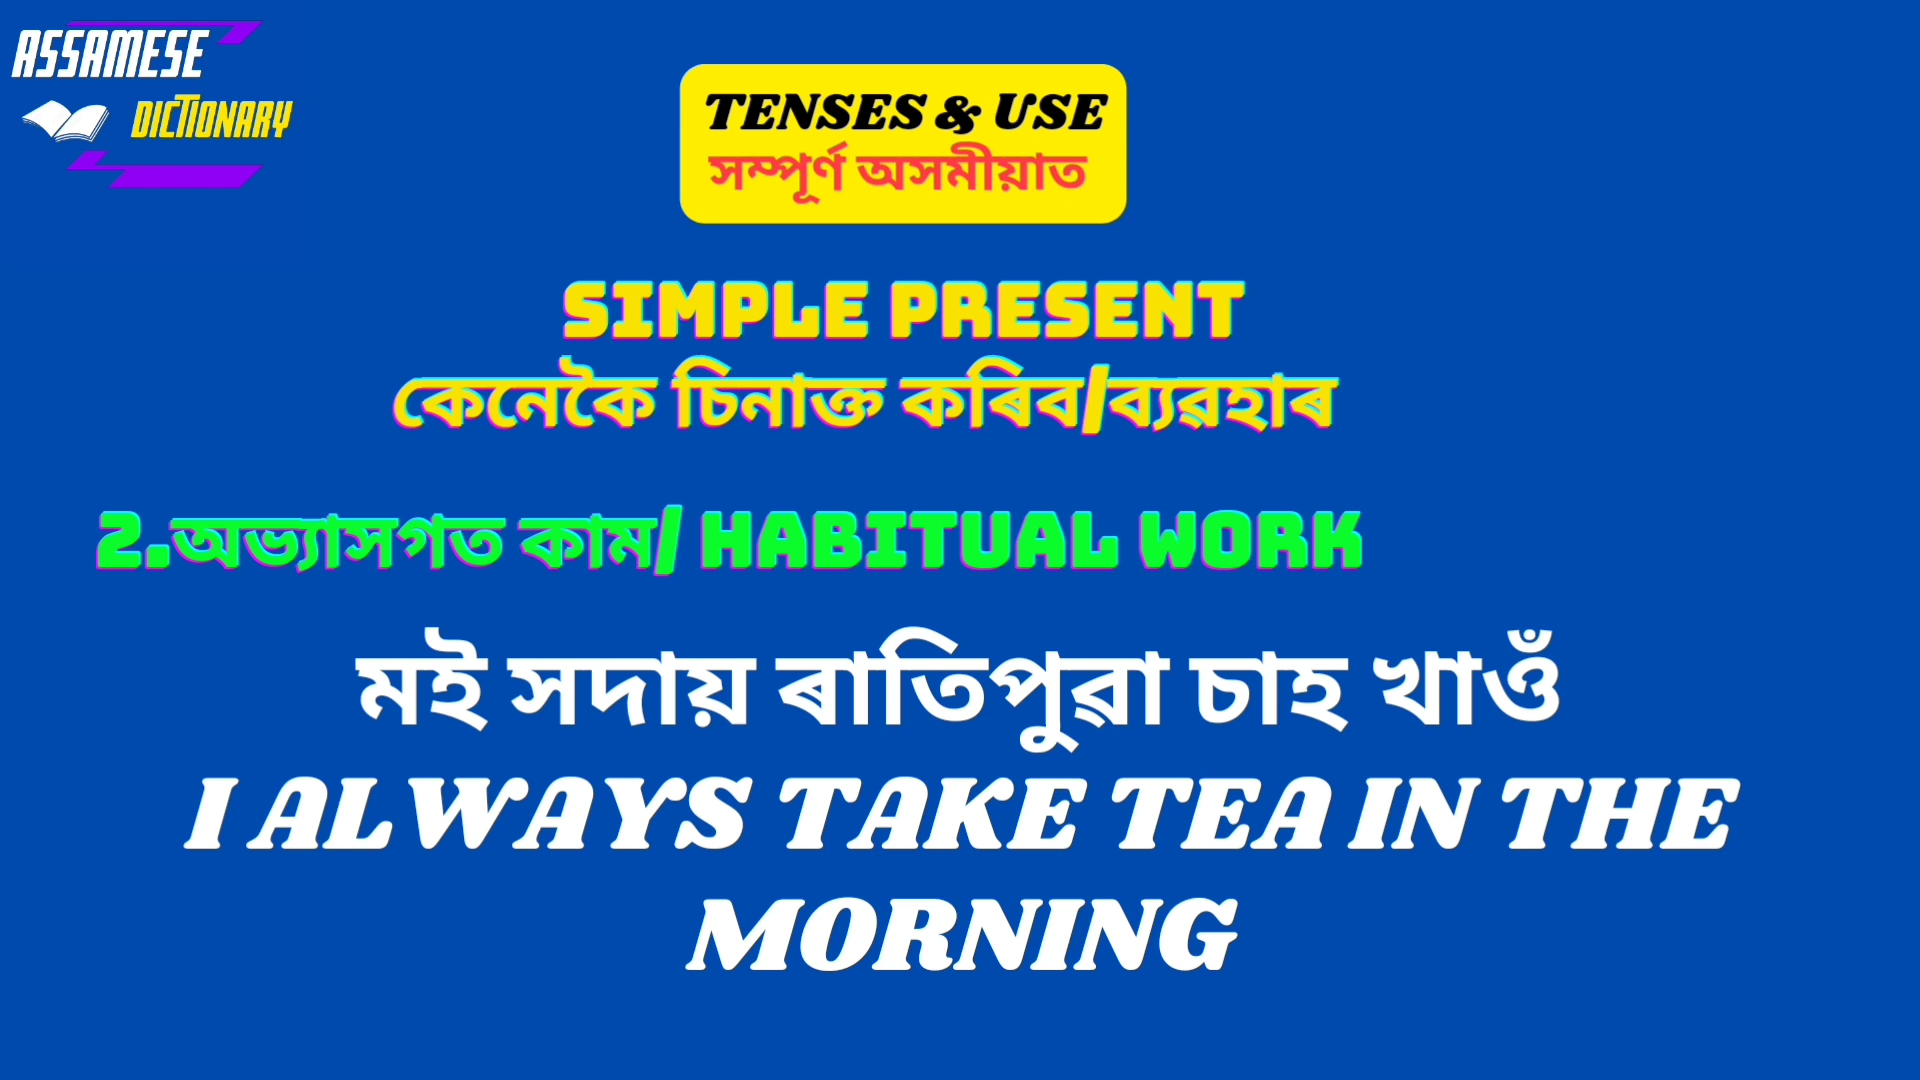 ASSAMESE
DICTIONARY
TENSES & USE
সম্পূৰ্ণ অসমীয়াত
SIMPLE PRESENT
কেনেকৈ চিনাক্ত কৰিব/ব্যৱহাৰ
2.অভ্যাসগত কাম/ HABITUAL WORK
মই সদায় ৰাতিপুৱা চাহ খাওঁ
I ALWAYS TAKE TEA IN THE
MORNING